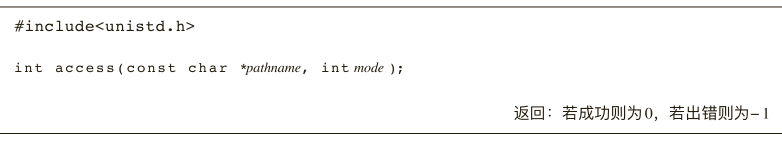 #include<unistd.h>
int access(const char *pathname, int mode );
返回：若成功则为0，若出错则为–1